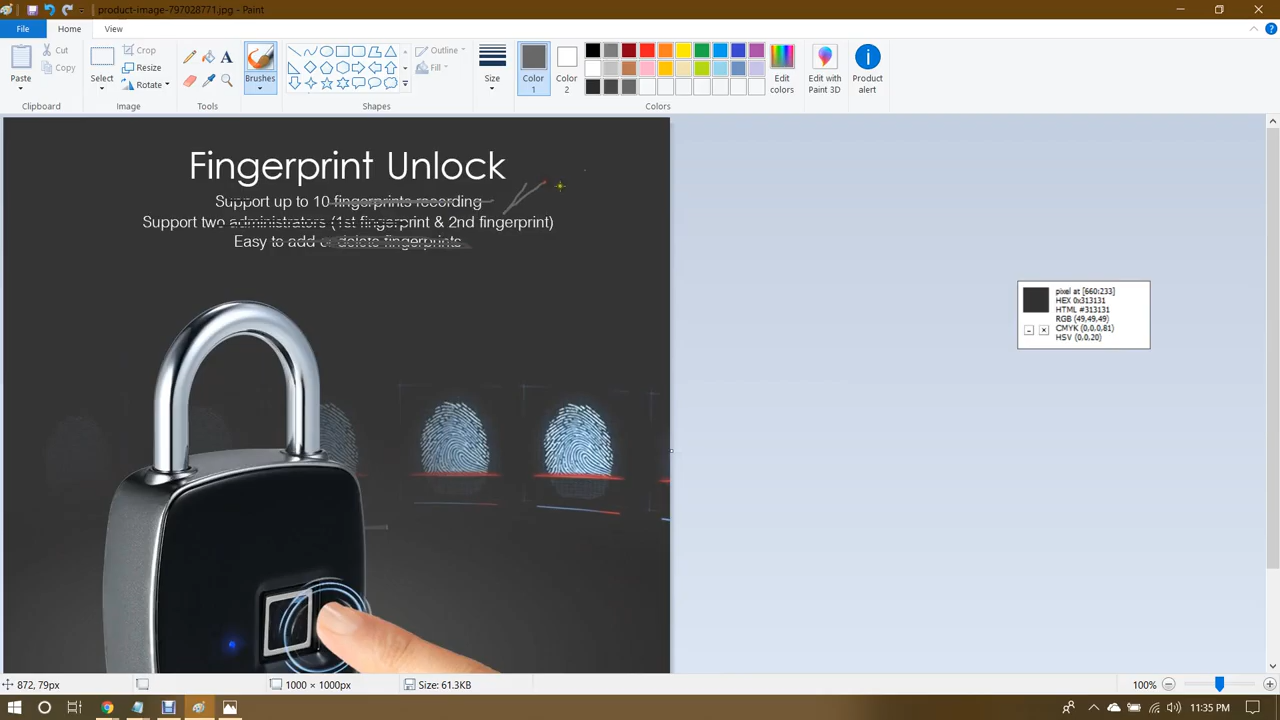 product-image-797028771.jpg - Paint
File
Home
View
Paste
Cut
Copy
Clipboard
Select
Crop
Resize
Rotate
Image
Tools
Brushes
Shapes
Outline
Fill
Size
Color 1
Color 2
Colors
Edit colors
Edit with Paint 3D
Product alert
Fingerprint Unlock
Support up to 10 fingerprints recording
Support two administrators (1st fingerprint & 2nd fingerprint)
Easy to add or delete fingerprints
pixel at [660:233]
HEX 0x313131
HTML #313131
RGB (49,49,49)
CMYK (0,0,0,81)
HSV (0,0,20)
872, 79px
1000 × 1000px
Size: 61.3KB
100%
11:35 PM